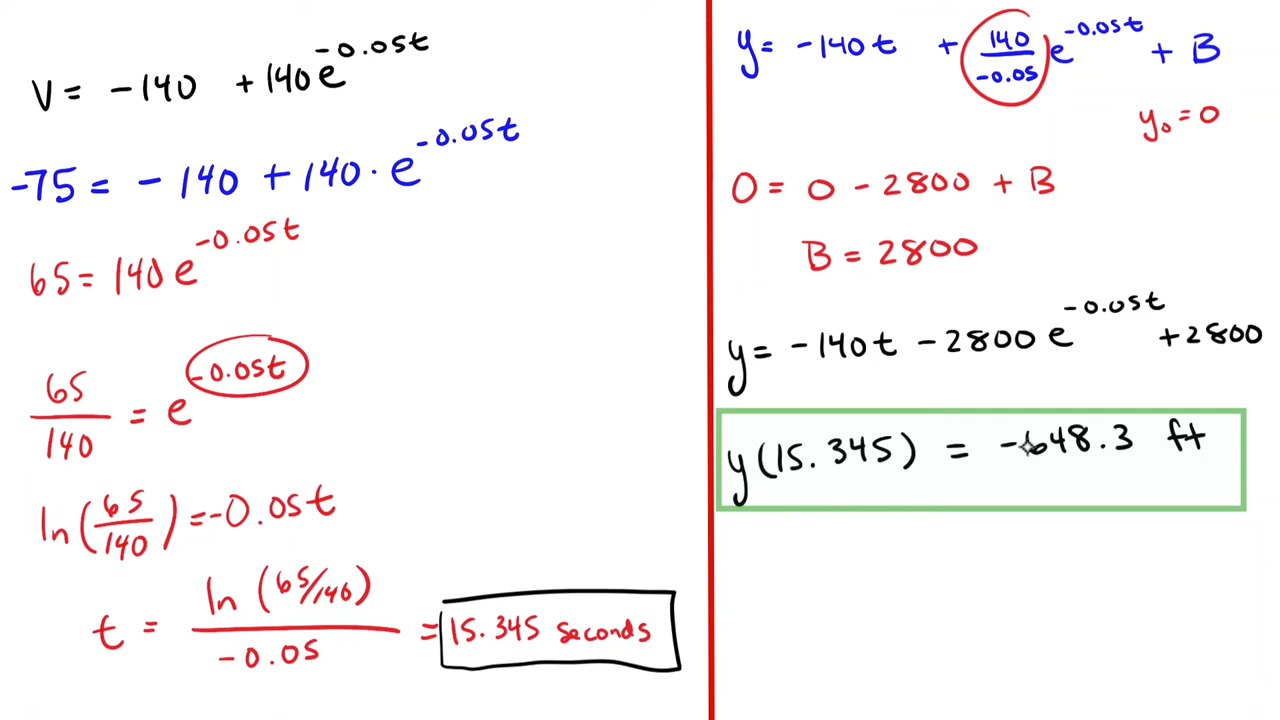 V = -140 + 140e^{-0.05t}
-75 = -140 + 140 · e^{-0.05t}
65 = 140e^{-0.05t}
65/140 = e^{-0.05t}
ln(65/140) = -0.05t
t = ln(65/140)/-0.05 = 15.345 seconds
y = -140t + 140/-0.05 e^{-0.05t} + B
y₀ = 0
0 = 0 - 2800 + B
B = 2800
y = -140t - 2800e^{-0.05t} + 2800
y(15.345) = -648.3 ft